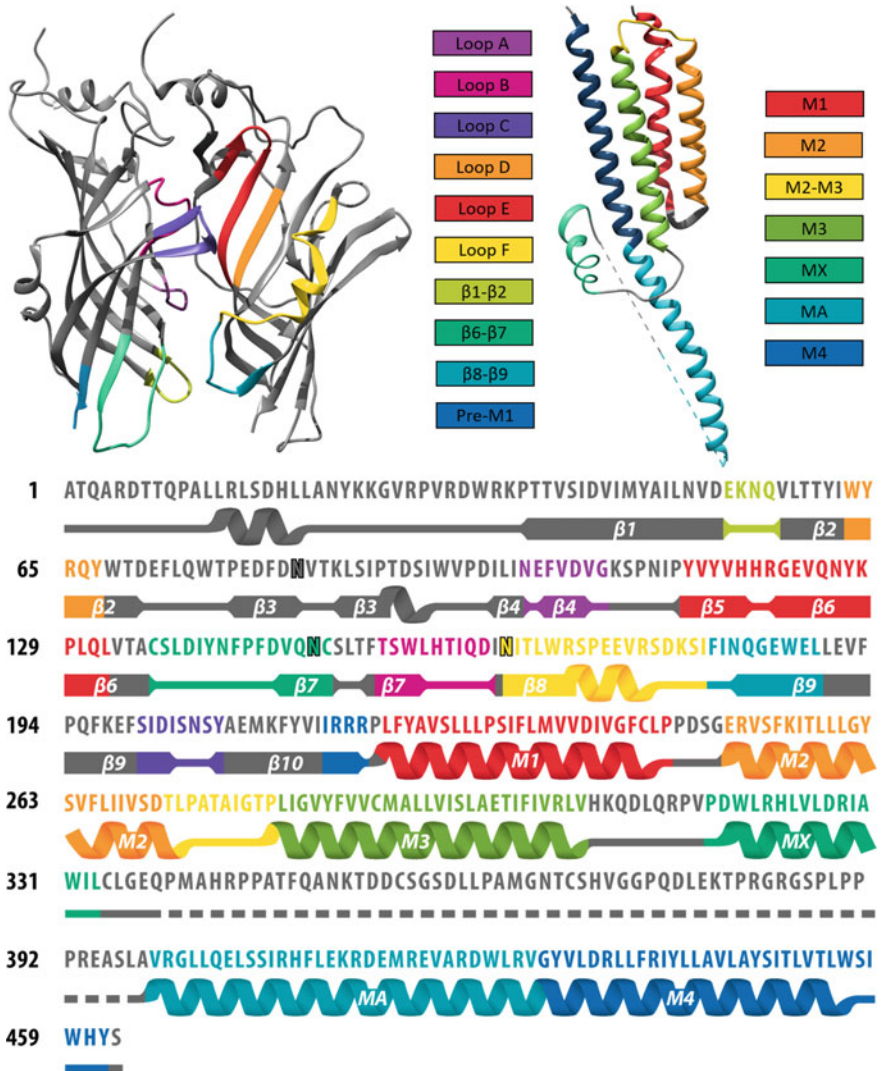 Loop A
Loop B
Loop C
Loop D
Loop E
Loop F
β1-β2
β6-β7
β8-β9
Pre-M1
M1
M2
M2-M3
M3
MX
MA
M4
1 ATQARDTTQPALLRLSDHLLANYKKGVRPVRDWRKPTTVSIDVIMYAILNVDEKNQVLTTYIWY
β1 β2
65 RQYWTDEFLQWTPEDFDNVTKLSIPTDSIWVPDILINEFVDVGKSPNIPYVYVHHRGEVQNYK
β2 β3 β3 β4 β4 β5 β6
129 PLQLVTACSLDIYNFPFDVQNCSLTFTSWLHTIQDINITLWRSPEEVRSDKSIFINQGEWELLEVF
β6 β7 β7 β8 β9
194 PQFKEFSIDISNSYAEMKFYVIIRRRPLFYAVSLLLPSIFLMVVDIVGFCLPPDSGERVSFKITLLLGY
β9 β10 M1 M2
263 SVFLIIVSDTLPATAIGTPLIGVYFVVCMALLVISLAETIFIVRLVHKQDLQRPVPDWLRHLVLDRIA
M2 M3 MX
331 WILCLGEQPMAHRPPATFQANKTDDCSGSDLLPAMGNTCSHVGGPQDLEKTPRGRGSPLPP
392 PREASLAVRGLLQELSSIRHFLEKRDEMREVARDWLRVGYVLDRLLFRIYLLAVLAYSITLVTLWSI
MA M4
459 WHYS